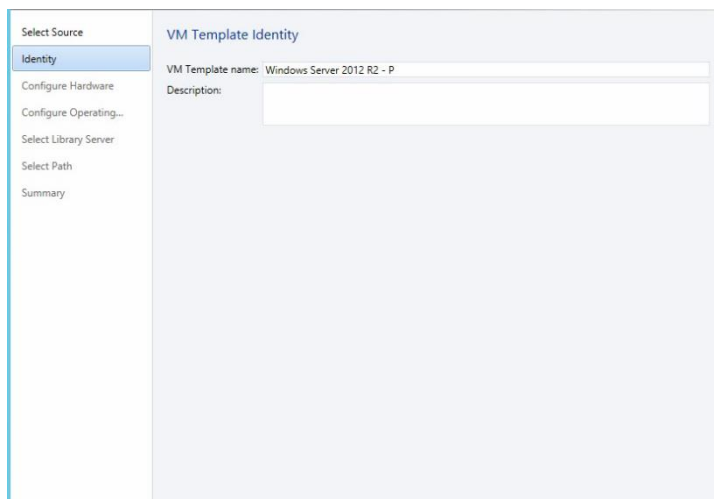 Select Source
Identity
Configure Hardware
Configure Operating...
Select Library Server
Select Path
Summary
VM Template Identity
VM Template name: Windows Server 2012 R2 - P
Description: